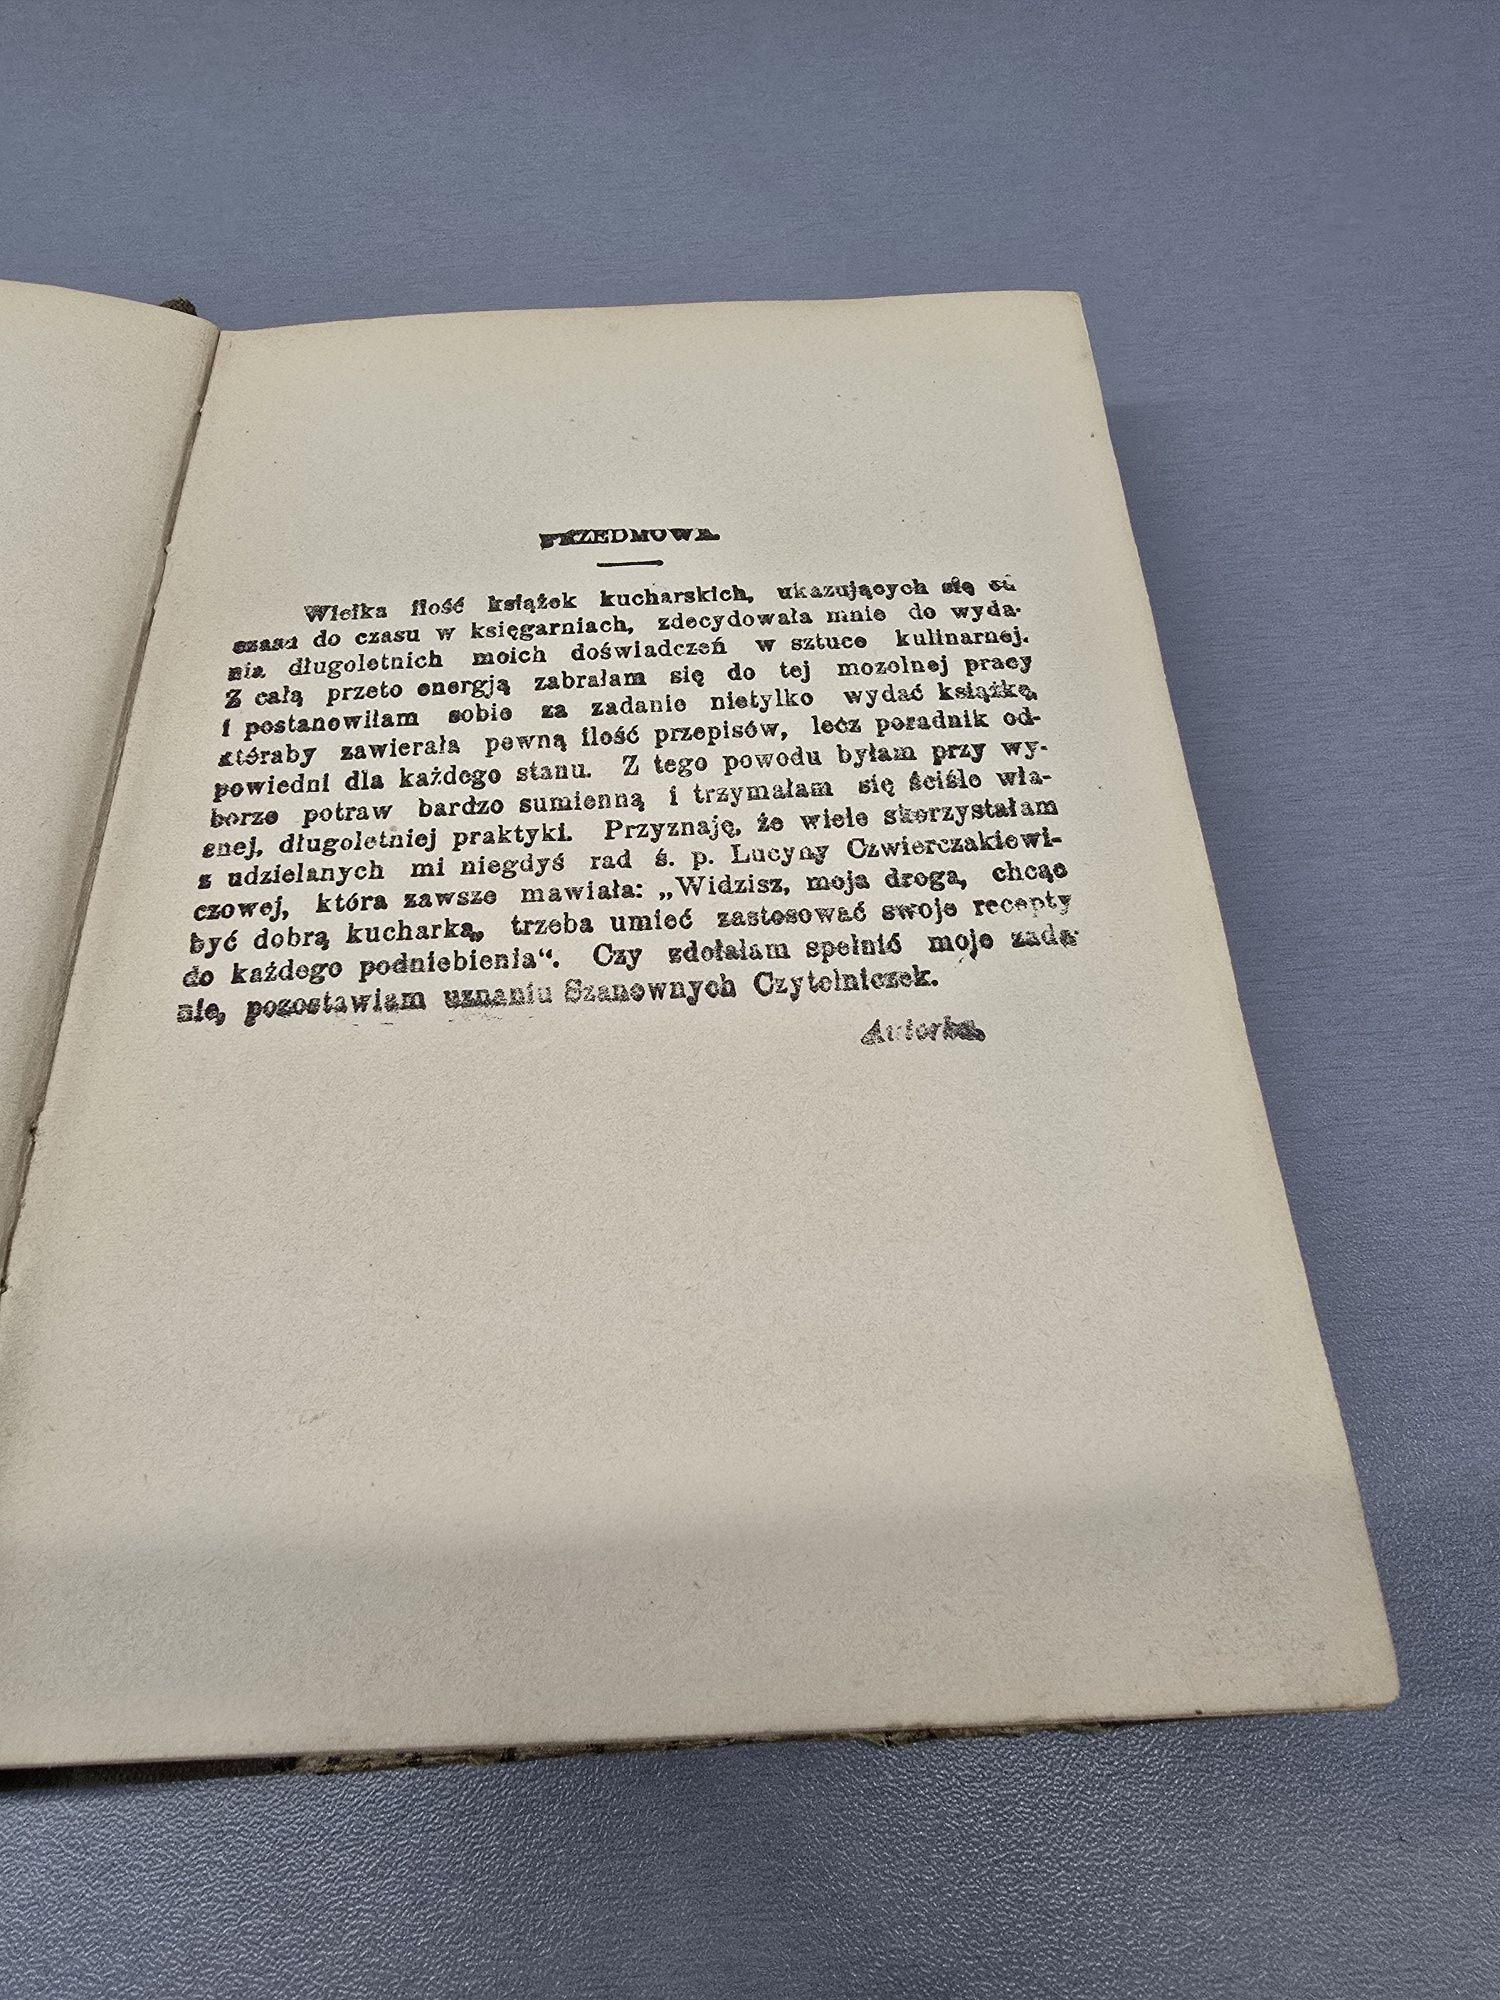 PRZEDMOWA.
Wielka ilość książek kucharskich, ukazujących się od
czasu do czasu w księgarniach, zdecydowała mnie do wyda-
nia długoletnich moich doświadczeń w sztuce kulinarnej.
Z całą przeto energją zabrałam się do tej mozolnej pracy
i postanowiłam sobie za zadanie nietylko wydać książkę,
któraby zawierała pewną ilość przepisów, lecz poradnik od-
powiedni dla każdego stanu. Z tego powodu byłam przy wy-
borze potraw bardzo sumienną i trzymałam się ściśle wła-
snej, długoletniej praktyki. Przyznaję, że wiele skorzystałam
z udzielanych mi niegdyś rad ś. p. Lucyny Czwierczakiewi-
czowej, która zawsze mawiała: „Widzisz, moja droga, chcąc
być dobrą kucharką„ trzeba umieć zastosować swoje recepty
do każdego podniebienia“. Czy zdołałam spełnić moje zada-
nie, pozostawiam uznaniu Szanownych Czytelniczek.
Autorka.